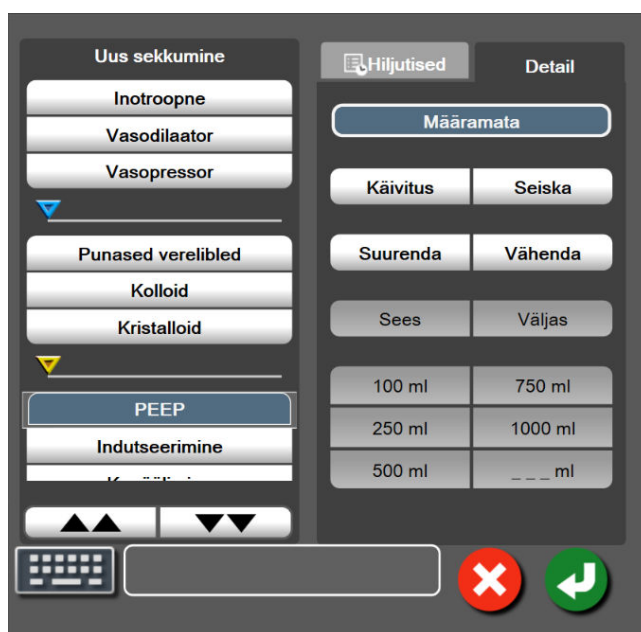 Uus sekkumine
Inotroopne
Vasodilaator
Vasopressor
Punased verelibled
Kolloid
Kristalloid
PEEP
Indutseerimine
Hiljutised
Detail
Määramata
Käivitus
Seiska
Suurenda
Vähenda
Sees
Väljas
100 ml
750 ml
250 ml
1000 ml
500 ml
_ _ _ ml